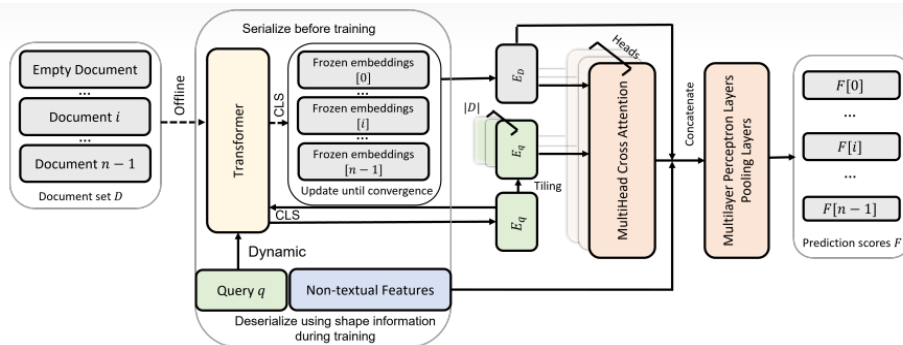 Serialize before training
Empty Document
...
Document i
...
Document n − 1
Document set D
Offline
Transformer
CLS
Frozen embeddings
[0]
...
Frozen embeddings
[i]
...
Frozen embeddings
[n − 1]
Update until convergence
CLS
Dynamic
Query q
Non-textual Features
Deserialize using shape information
during training
E_D
|D|
E_q
Tiling
E_q
Heads
MultiHead Cross Attention
Concatenate
Multilayer Perceptron Layers
Pooling Layers
F[0]
...
F[i]
...
F[n − 1]
Prediction scores F